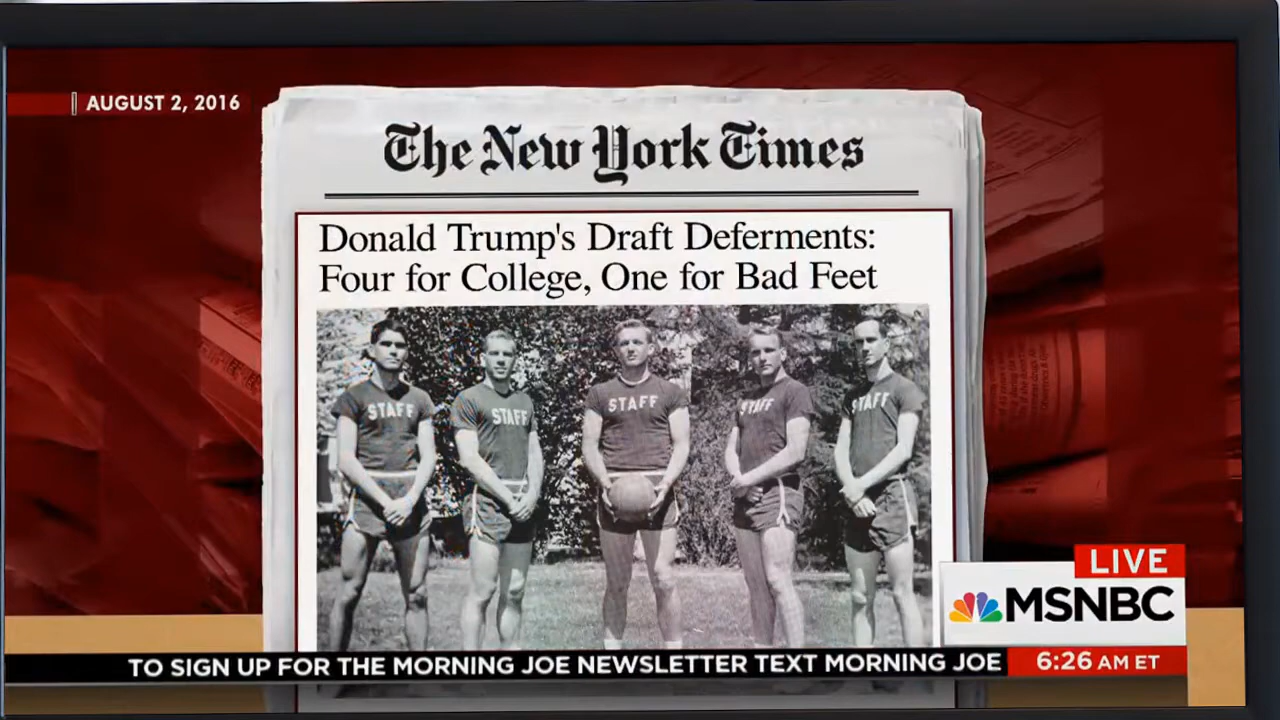 AUGUST 2, 2016
The New York Times
Donald Trump's Draft Deferments:
Four for College, One for Bad Feet
STAFF
STAFF
STAFF
STAFF
STAFF
LIVE
MSNBC
TO SIGN UP FOR THE MORNING JOE NEWSLETTER TEXT MORNING JOE
6:26 AM ET